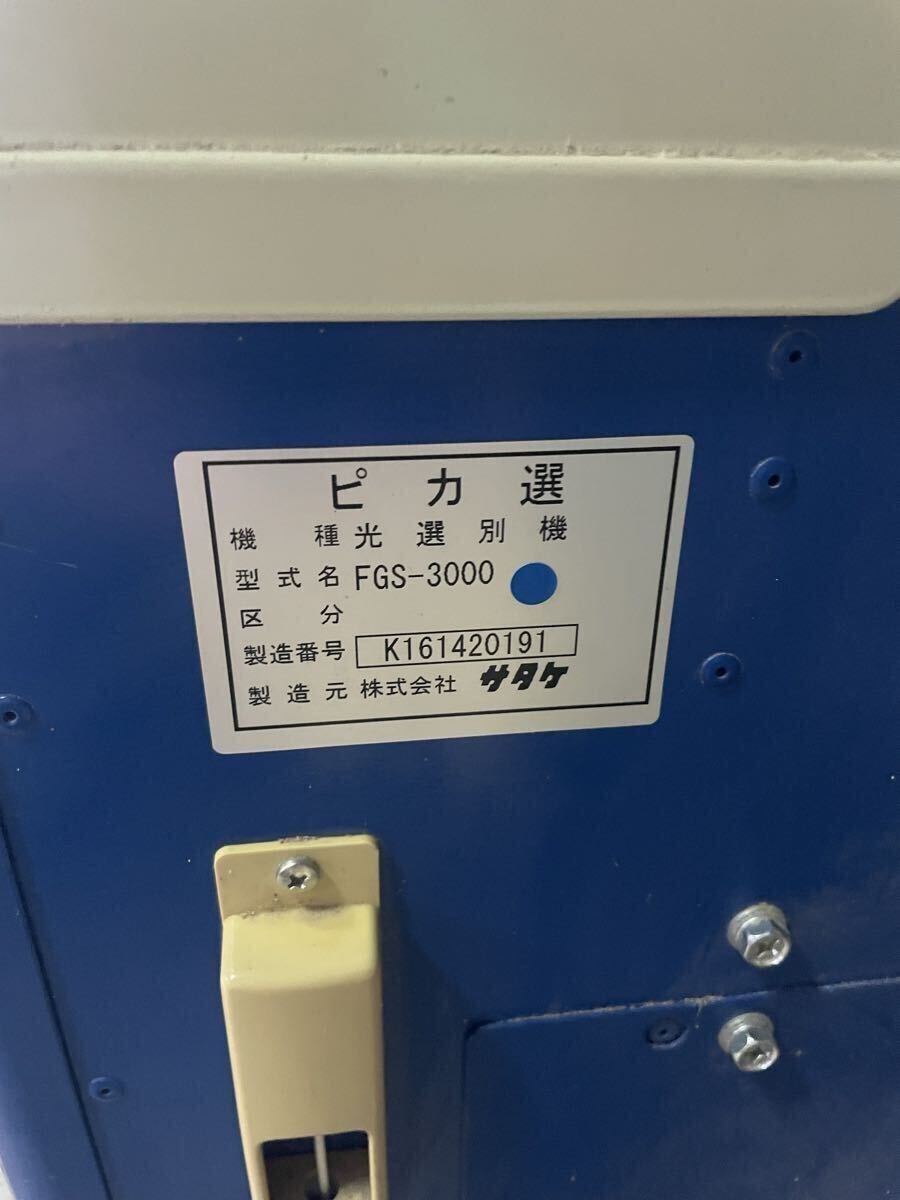 ピカ選
機種 光選別機
型式名 FGS-3000
区分
製造番号 K161420191
製造元 株式会社 サタケ